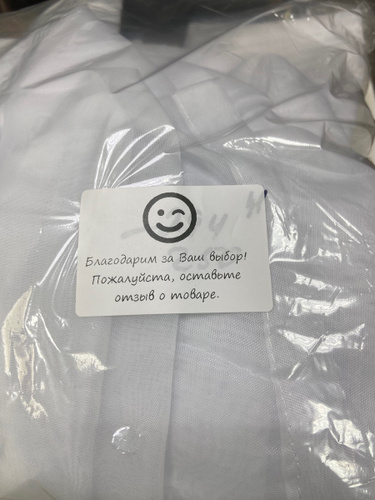 Благодарим за Ваш выбор!
Пожалуйста, оставьте
отзыв о товаре.